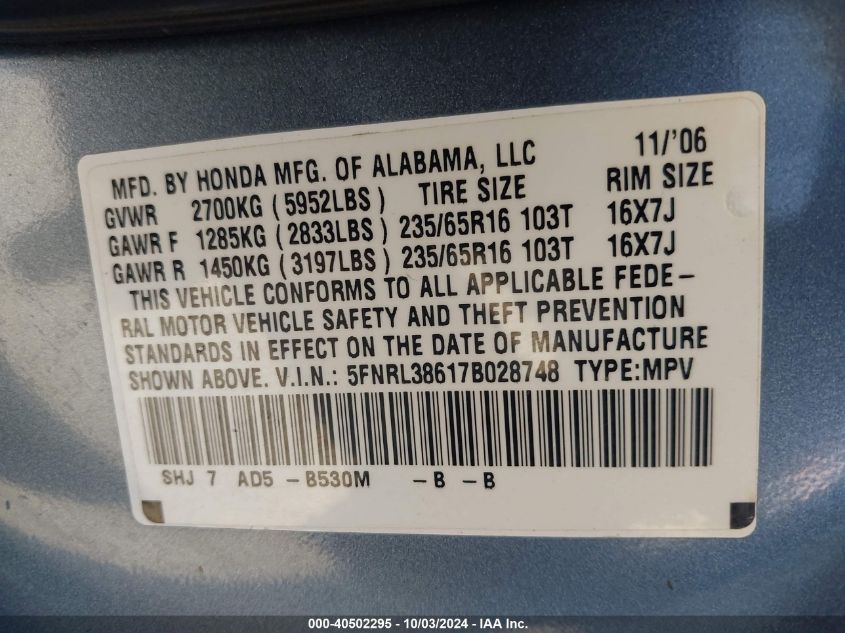 MFD. BY HONDA MFG. OF ALABAMA, LLC 11/'06
GVWR 2700KG (5952LBS) TIRE SIZE RIM SIZE
GAWR F 1285KG (2833LBS) 235/65R16 103T 16X7J
GAWR R 1450KG (3197LBS) 235/65R16 103T 16X7J
THIS VEHICLE CONFORMS TO ALL APPLICABLE FEDE-
RAL MOTOR VEHICLE SAFETY AND THEFT PREVENTION
STANDARDS IN EFFECT ON THE DATE OF MANUFACTURE
SHOWN ABOVE. V.I.N.: 5FNRL38617B028748 TYPE:MPV
SHJ 7 AD5 -B530M -B -B
000-40502295 - 10/03/2024 - IAA Inc.